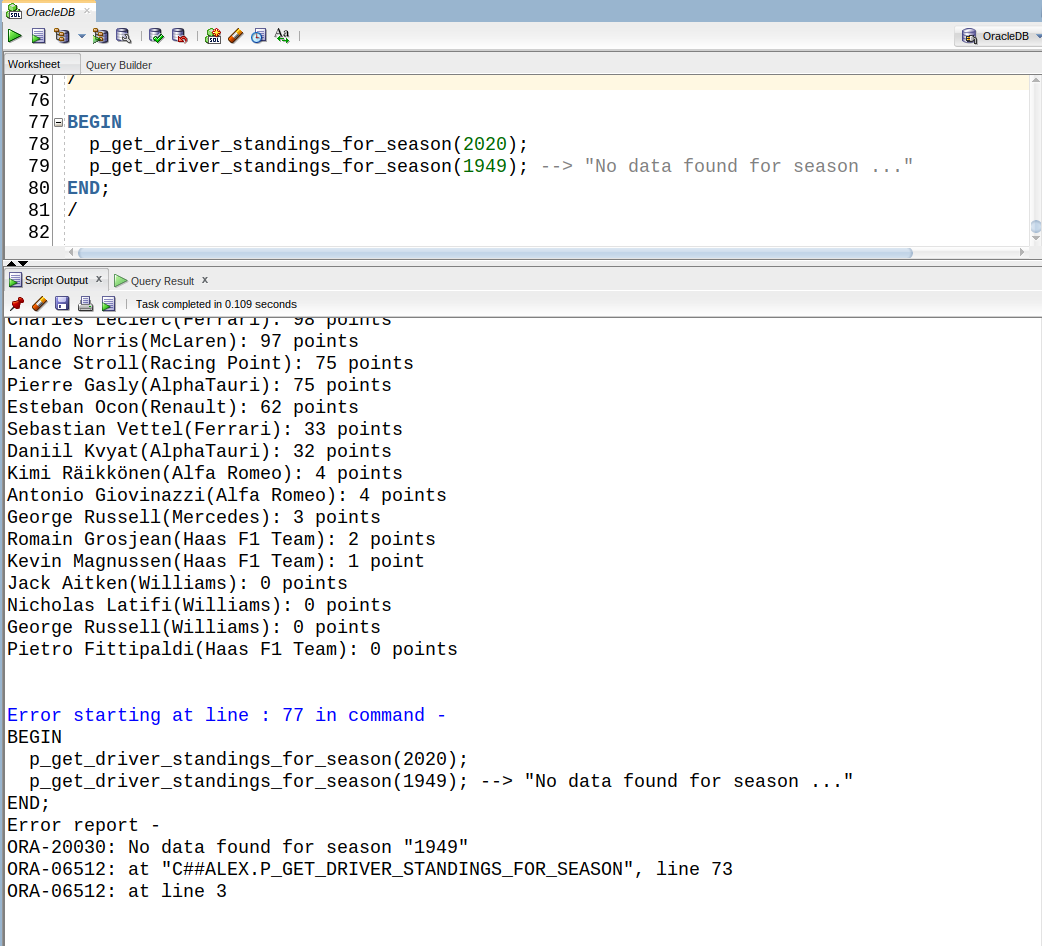 OracleDB
OracleDB
Worksheet Query Builder
75 /
76
77 BEGIN
78   p_get_driver_standings_for_season(2020);
79   p_get_driver_standings_for_season(1949); --> "No data found for season ..."
80 END;
81 /
82
Script Output x Query Result x
Task completed in 0.109 seconds
Charles Leclerc(Ferrari): 98 points
Lando Norris(McLaren): 97 points
Lance Stroll(Racing Point): 75 points
Pierre Gasly(AlphaTauri): 75 points
Esteban Ocon(Renault): 62 points
Sebastian Vettel(Ferrari): 33 points
Daniil Kvyat(AlphaTauri): 32 points
Kimi Räikkönen(Alfa Romeo): 4 points
Antonio Giovinazzi(Alfa Romeo): 4 points
George Russell(Mercedes): 3 points
Romain Grosjean(Haas F1 Team): 2 points
Kevin Magnussen(Haas F1 Team): 1 point
Jack Aitken(Williams): 0 points
Nicholas Latifi(Williams): 0 points
George Russell(Williams): 0 points
Pietro Fittipaldi(Haas F1 Team): 0 points
Error starting at line : 77 in command -
BEGIN
  p_get_driver_standings_for_season(2020);
  p_get_driver_standings_for_season(1949); --> "No data found for season ..."
END;
Error report -
ORA-20030: No data found for season "1949"
ORA-06512: at "C##ALEX.P_GET_DRIVER_STANDINGS_FOR_SEASON", line 73
ORA-06512: at line 3